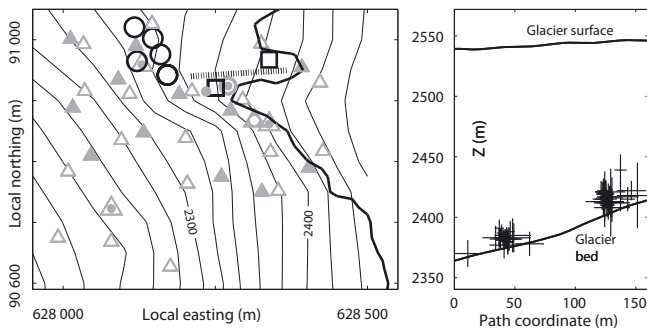 91 000
Local northing (m)
90 600
2300
2400
628 000
Local easting (m)
628 500
2550
Glacier surface
2500
Z (m)
2450
2400
Glacier
bed
2350
0
50
100
150
Path coordinate (m)